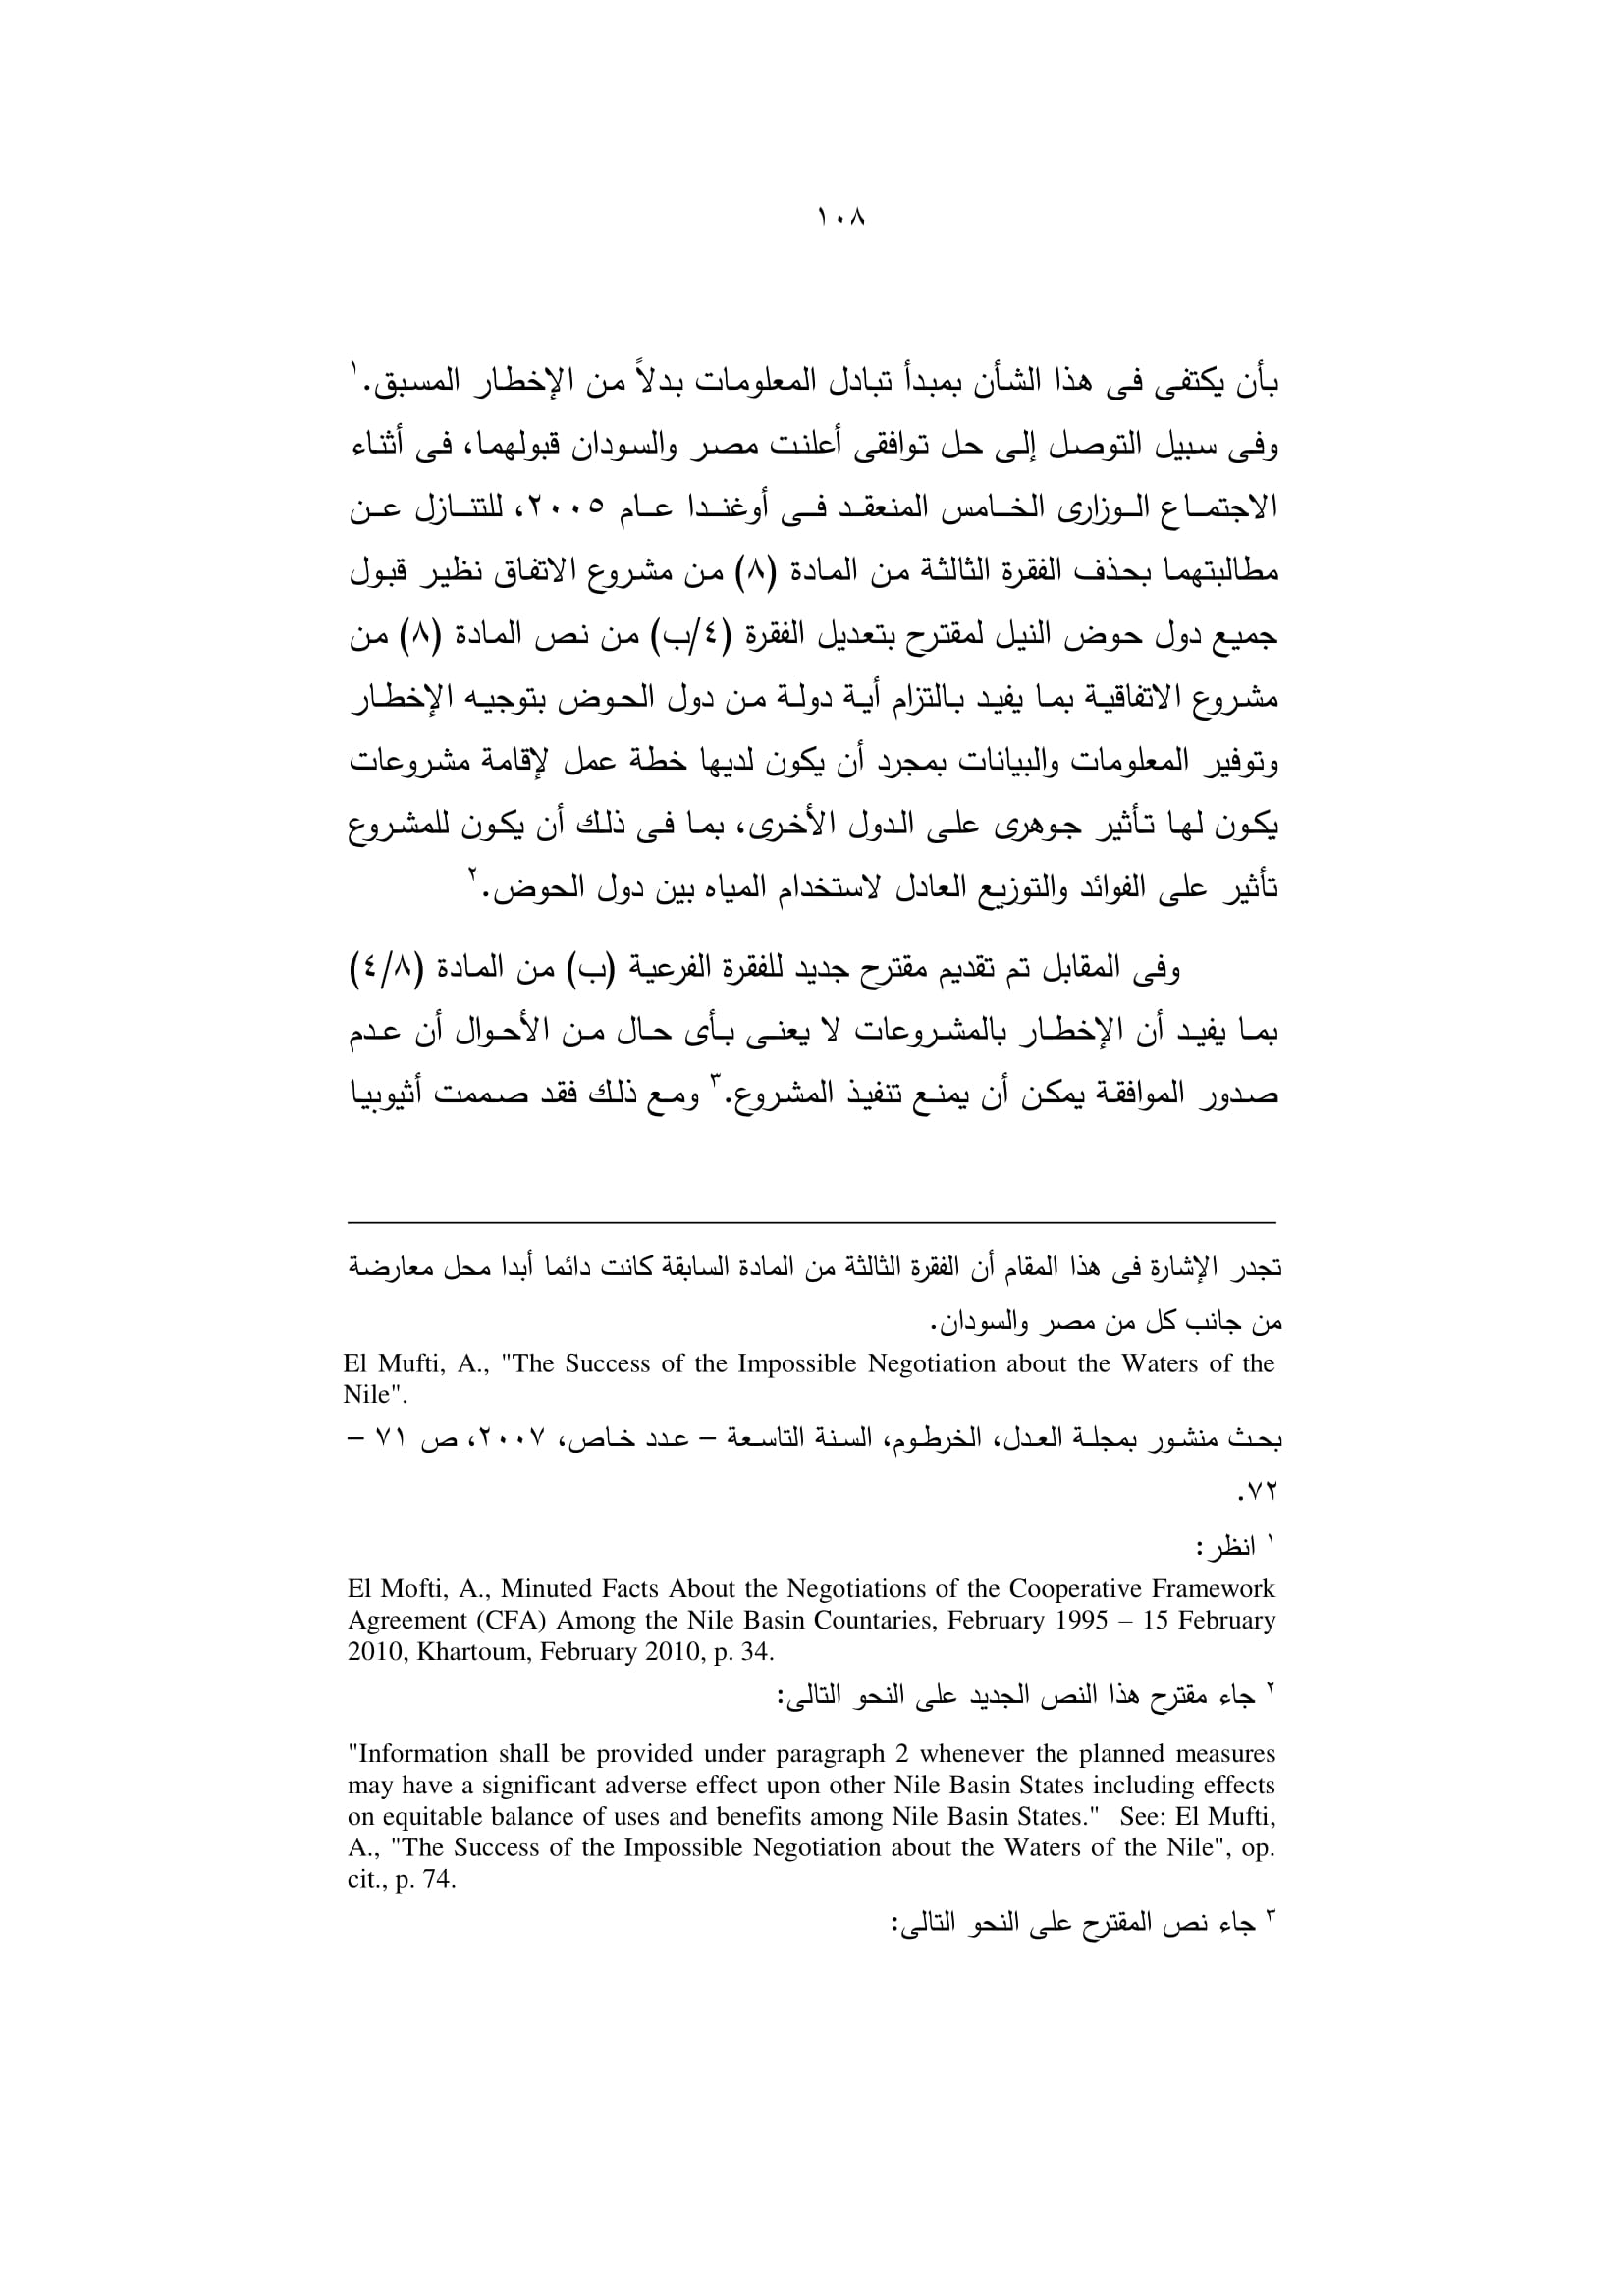 ١٠٨
بأن يكتفى فى هذا الشأن بمبدأ تبادل المعلومات بدلاً من الإخطار المسبق.١
وفى سبيل التوصل إلى حل توافقى أعلنت مصر والسودان قبولهما، فى أثناء
الاجتماع الوزارى الخامس المنعقد فى أوغندا عام ٢٠٠٥، للتنازل عن
مطالبتهما بحذف الفقرة الثالثة من المادة (٨) من مشروع الاتفاق نظير قبول
جميع دول حوض النيل لمقترح بتعديل الفقرة (٤/ب) من نص المادة (٨) من
مشروع الاتفاقية بما يفيد بالتزام أية دولة من دول الحوض بتوجيه الإخطار
وتوفير المعلومات والبيانات بمجرد أن يكون لديها خطة عمل لإقامة مشروعات
يكون لها تأثير جوهرى على الدول الأخرى، بما فى ذلك أن يكون للمشروع
تأثير على الفوائد والتوزيع العادل لاستخدام المياه بين دول الحوض.٢
وفى المقابل تم تقديم مقترح جديد للفقرة الفرعية (ب) من المادة (٤/٨)
بما يفيد أن الإخطار بالمشروعات لا يعنى بأى حال من الأحوال أن عدم
صدور الموافقة يمكن أن يمنع تنفيذ المشروع.٣ ومع ذلك فقد صممت أثيوبيا
تجدر الإشارة فى هذا المقام أن الفقرة الثالثة من المادة السابقة كانت دائما أبدا محل معارضة
من جانب كل من مصر والسودان.
El Mufti, A., "The Success of the Impossible Negotiation about the Waters of the
Nile".
بحث منشور بمجلة العدل، الخرطوم، السنة التاسعة – عدد خاص، ٢٠٠٧، ص ٧١ –
٧٢.
١ انظر:
El Mofti, A., Minuted Facts About the Negotiations of the Cooperative Framework
Agreement (CFA) Among the Nile Basin Countaries, February 1995 – 15 February
2010, Khartoum, February 2010, p. 34.
٢ جاء مقترح هذا النص الجديد على النحو التالى:
"Information shall be provided under paragraph 2 whenever the planned measures
may have a significant adverse effect upon other Nile Basin States including effects
on equitable balance of uses and benefits among Nile Basin States." See: El Mufti,
A., "The Success of the Impossible Negotiation about the Waters of the Nile", op.
cit., p. 74.
٣ جاء نص المقترح على النحو التالى: